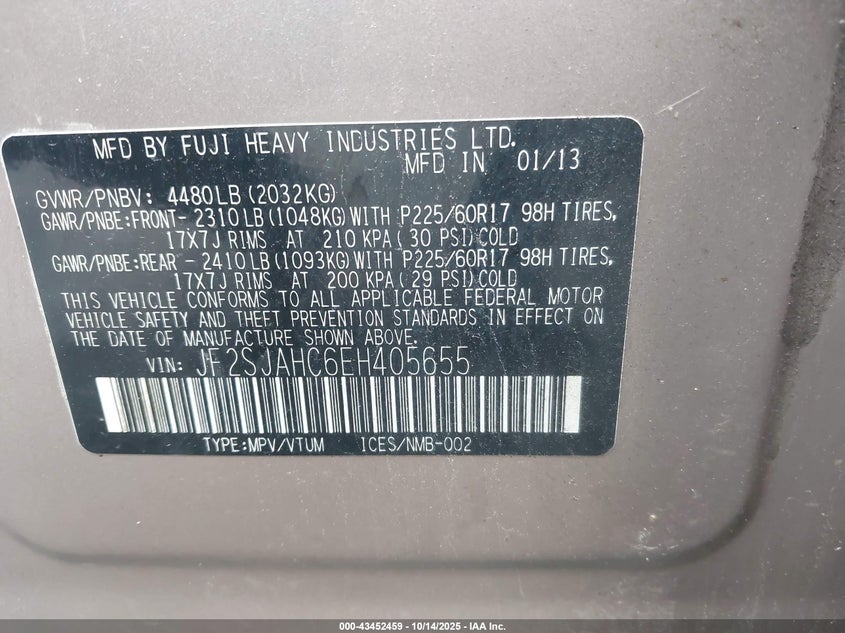 MFD BY FUJI HEAVY INDUSTRIES LTD.
MFD IN 01/13
GVWR/PNBV: 4480LB (2032KG)
GAWR/PNBE:FRONT- 2310LB (1048KG) WITH P225/60R17 98H TIRES,
17X7J RIMS AT 210 KPA( 30 PSI)COLD
GAWR/PNBE:REAR - 2410LB (1093KG) WITH P225/60R17 98H TIRES,
17X7J RIMS AT 200 KPA( 29 PSI)COLD
THIS VEHICLE CONFORMS TO ALL APPLICABLE FEDERAL MOTOR
VEHICLE SAFETY AND THEFT PREVENTION STANDARDS IN EFFECT ON
THE DATE OF MANUFACTURE SHOWN ABOVE.
VIN: JF2SJAHC6EH405655
TYPE:MPV/VTUM ICES/NMB-002
000-43452459 - 10/14/2025 - IAA Inc.